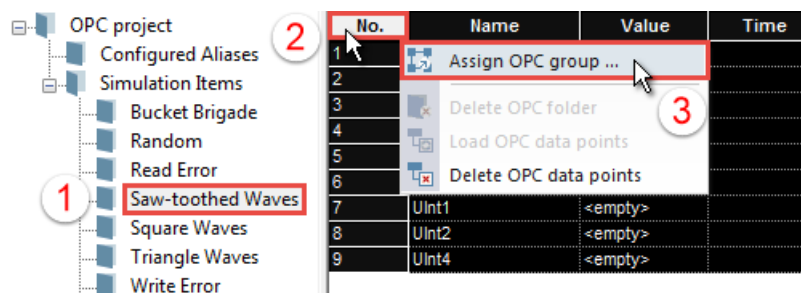 OPC project
Configured Aliases
Simulation Items
Bucket Brigade
Random
Read Error
1 Saw-toothed Waves
Square Waves
Triangle Waves
Write Error
2
No. Name Value Time
1
2
3
4
5
6
7 UInt1 <empty>
8 UInt2 <empty>
9 UInt4 <empty>
Assign OPC group ...
3
Delete OPC folder
Load OPC data points
Delete OPC data points